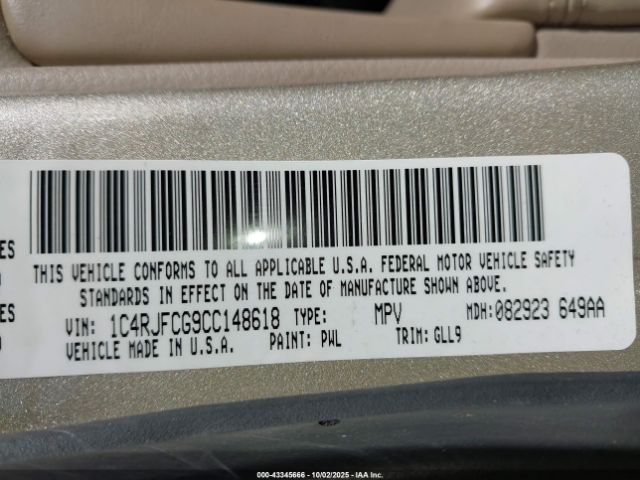 ES
THIS VEHICLE CONFORMS TO ALL APPLICABLE U.S.A. FEDERAL MOTOR VEHICLE SAFETY
STANDARDS IN EFFECT ON THE DATE OF MANUFACTURE SHOWN ABOVE.
ES
VIN: 1C4RJFCG9CC148618 TYPE: MPV MDH:082923 649AA
VEHICLE MADE IN U.S.A. PAINT: PWL TRIM: GLL9
000-43345666 - 10/02/2025 - IAA Inc.